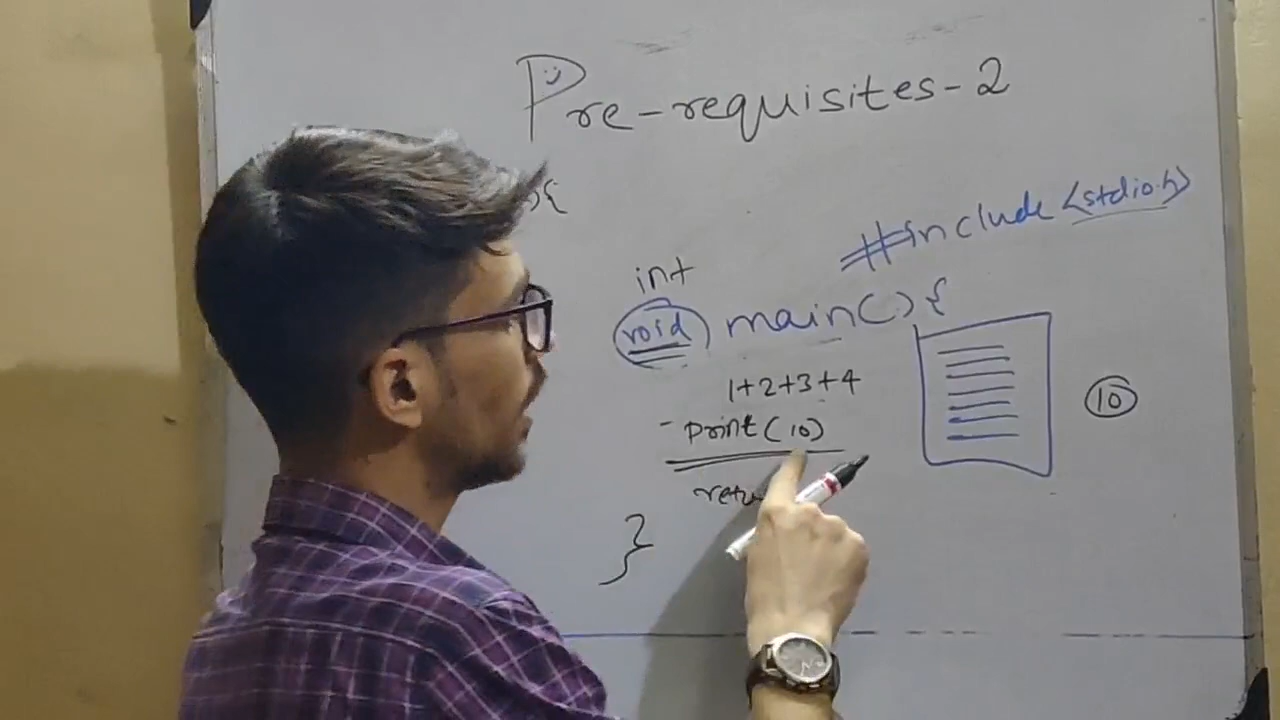 Pre-requisites-2
){
#include <stdio.h>
int
void main() {
1+2+3+4
- print(10)
10
}